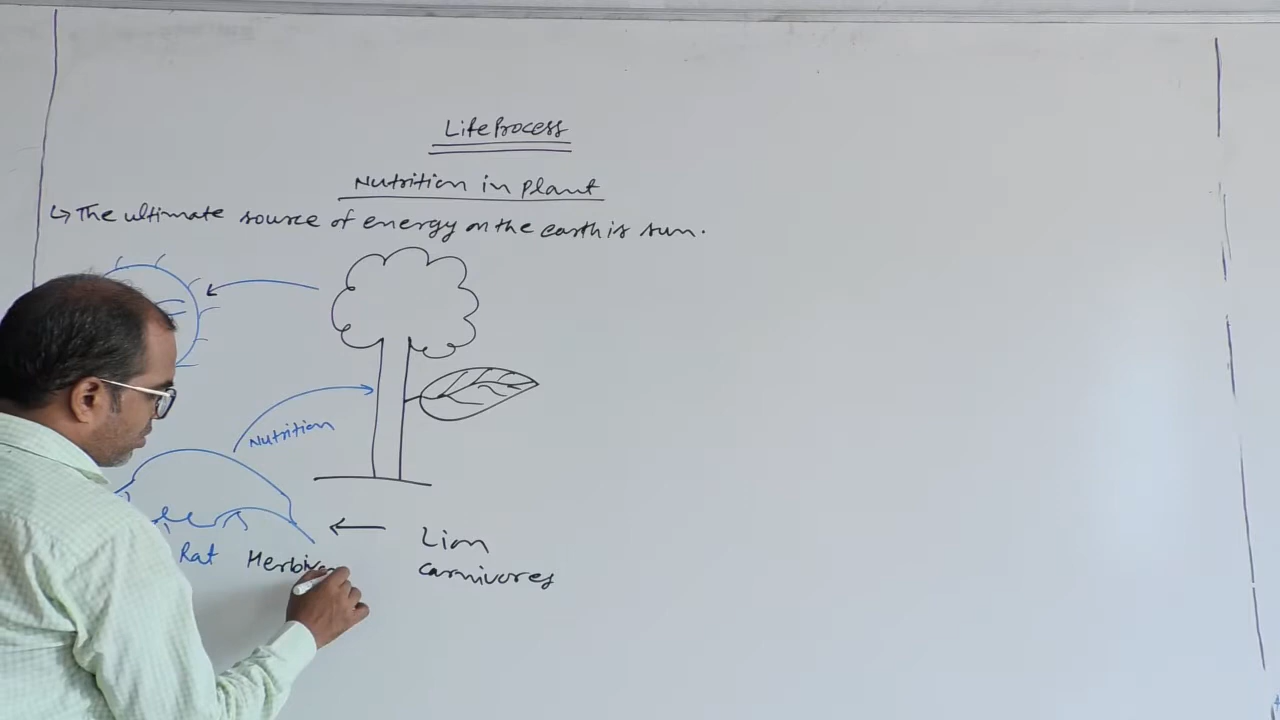 Life Process
Nutrition in plant
↳ The ultimate source of energy on the earth is sun.
Nutrition
Rat
Lion
carnivores